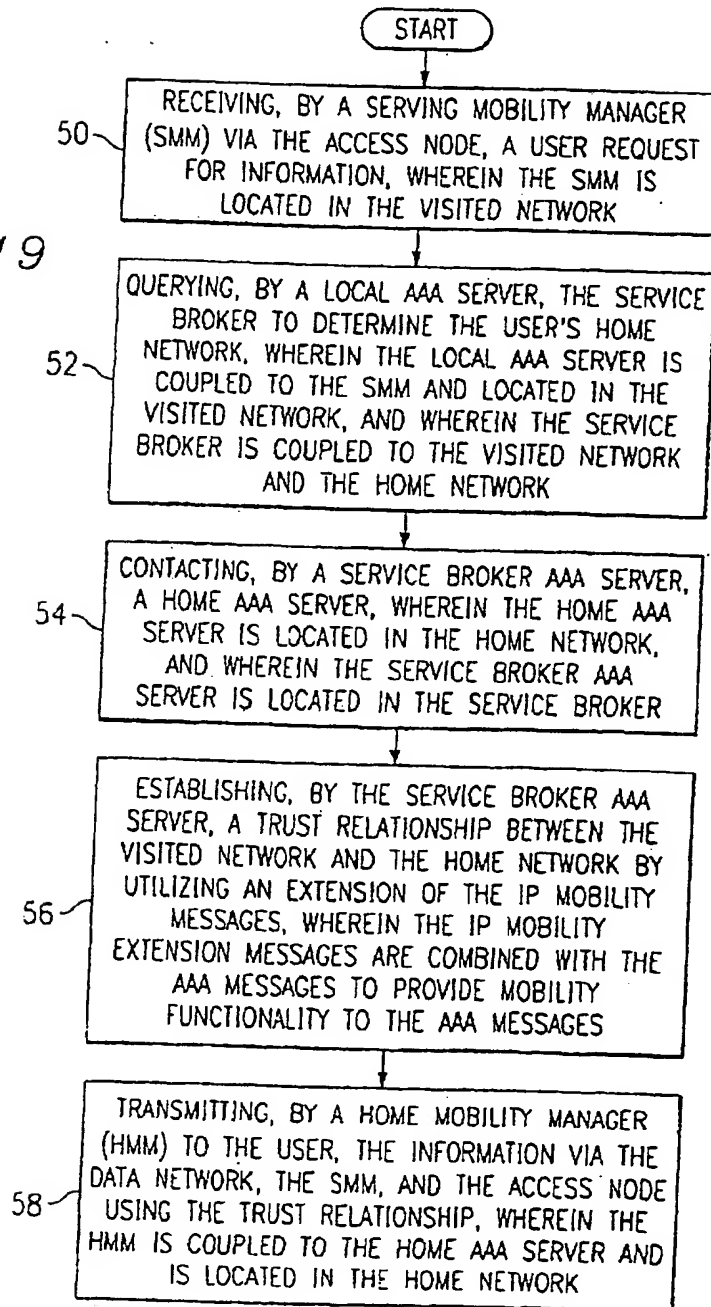 START
50
RECEIVING, BY A SERVING MOBILITY MANAGER
(SMM) VIA THE ACCESS NODE, A USER REQUEST
FOR INFORMATION, WHEREIN THE SMM IS
LOCATED IN THE VISITED NETWORK
9
52
QUERYING, BY A LOCAL AAA SERVER, THE SERVICE
BROKER TO DETERMINE THE USER'S HOME
NETWORK, WHEREIN THE LOCAL AAA SERVER IS
COUPLED TO THE SMM AND LOCATED IN THE
VISITED NETWORK, AND WHEREIN THE SERVICE
BROKER IS COUPLED TO THE VISITED NETWORK
AND THE HOME NETWORK
54
CONTACTING, BY A SERVICE BROKER AAA SERVER,
A HOME AAA SERVER, WHEREIN THE HOME AAA
SERVER IS LOCATED IN THE HOME NETWORK,
AND WHEREIN THE SERVICE BROKER AAA
SERVER IS LOCATED IN THE SERVICE BROKER
56
ESTABLISHING, BY THE SERVICE BROKER AAA
SERVER, A TRUST RELATIONSHIP BETWEEN THE
VISITED NETWORK AND THE HOME NETWORK BY
UTILIZING AN EXTENSION OF THE IP MOBILITY
MESSAGES, WHEREIN THE IP MOBILITY
EXTENSION MESSAGES ARE COMBINED WITH THE
AAA MESSAGES TO PROVIDE MOBILITY
FUNCTIONALITY TO THE AAA MESSAGES
58
TRANSMITTING, BY A HOME MOBILITY MANAGER
(HMM) TO THE USER, THE INFORMATION VIA THE
DATA NETWORK, THE SMM, AND THE ACCESS NODE
USING THE TRUST RELATIONSHIP, WHEREIN THE
HMM IS COUPLED TO THE HOME AAA SERVER AND
IS LOCATED IN THE HOME NETWORK